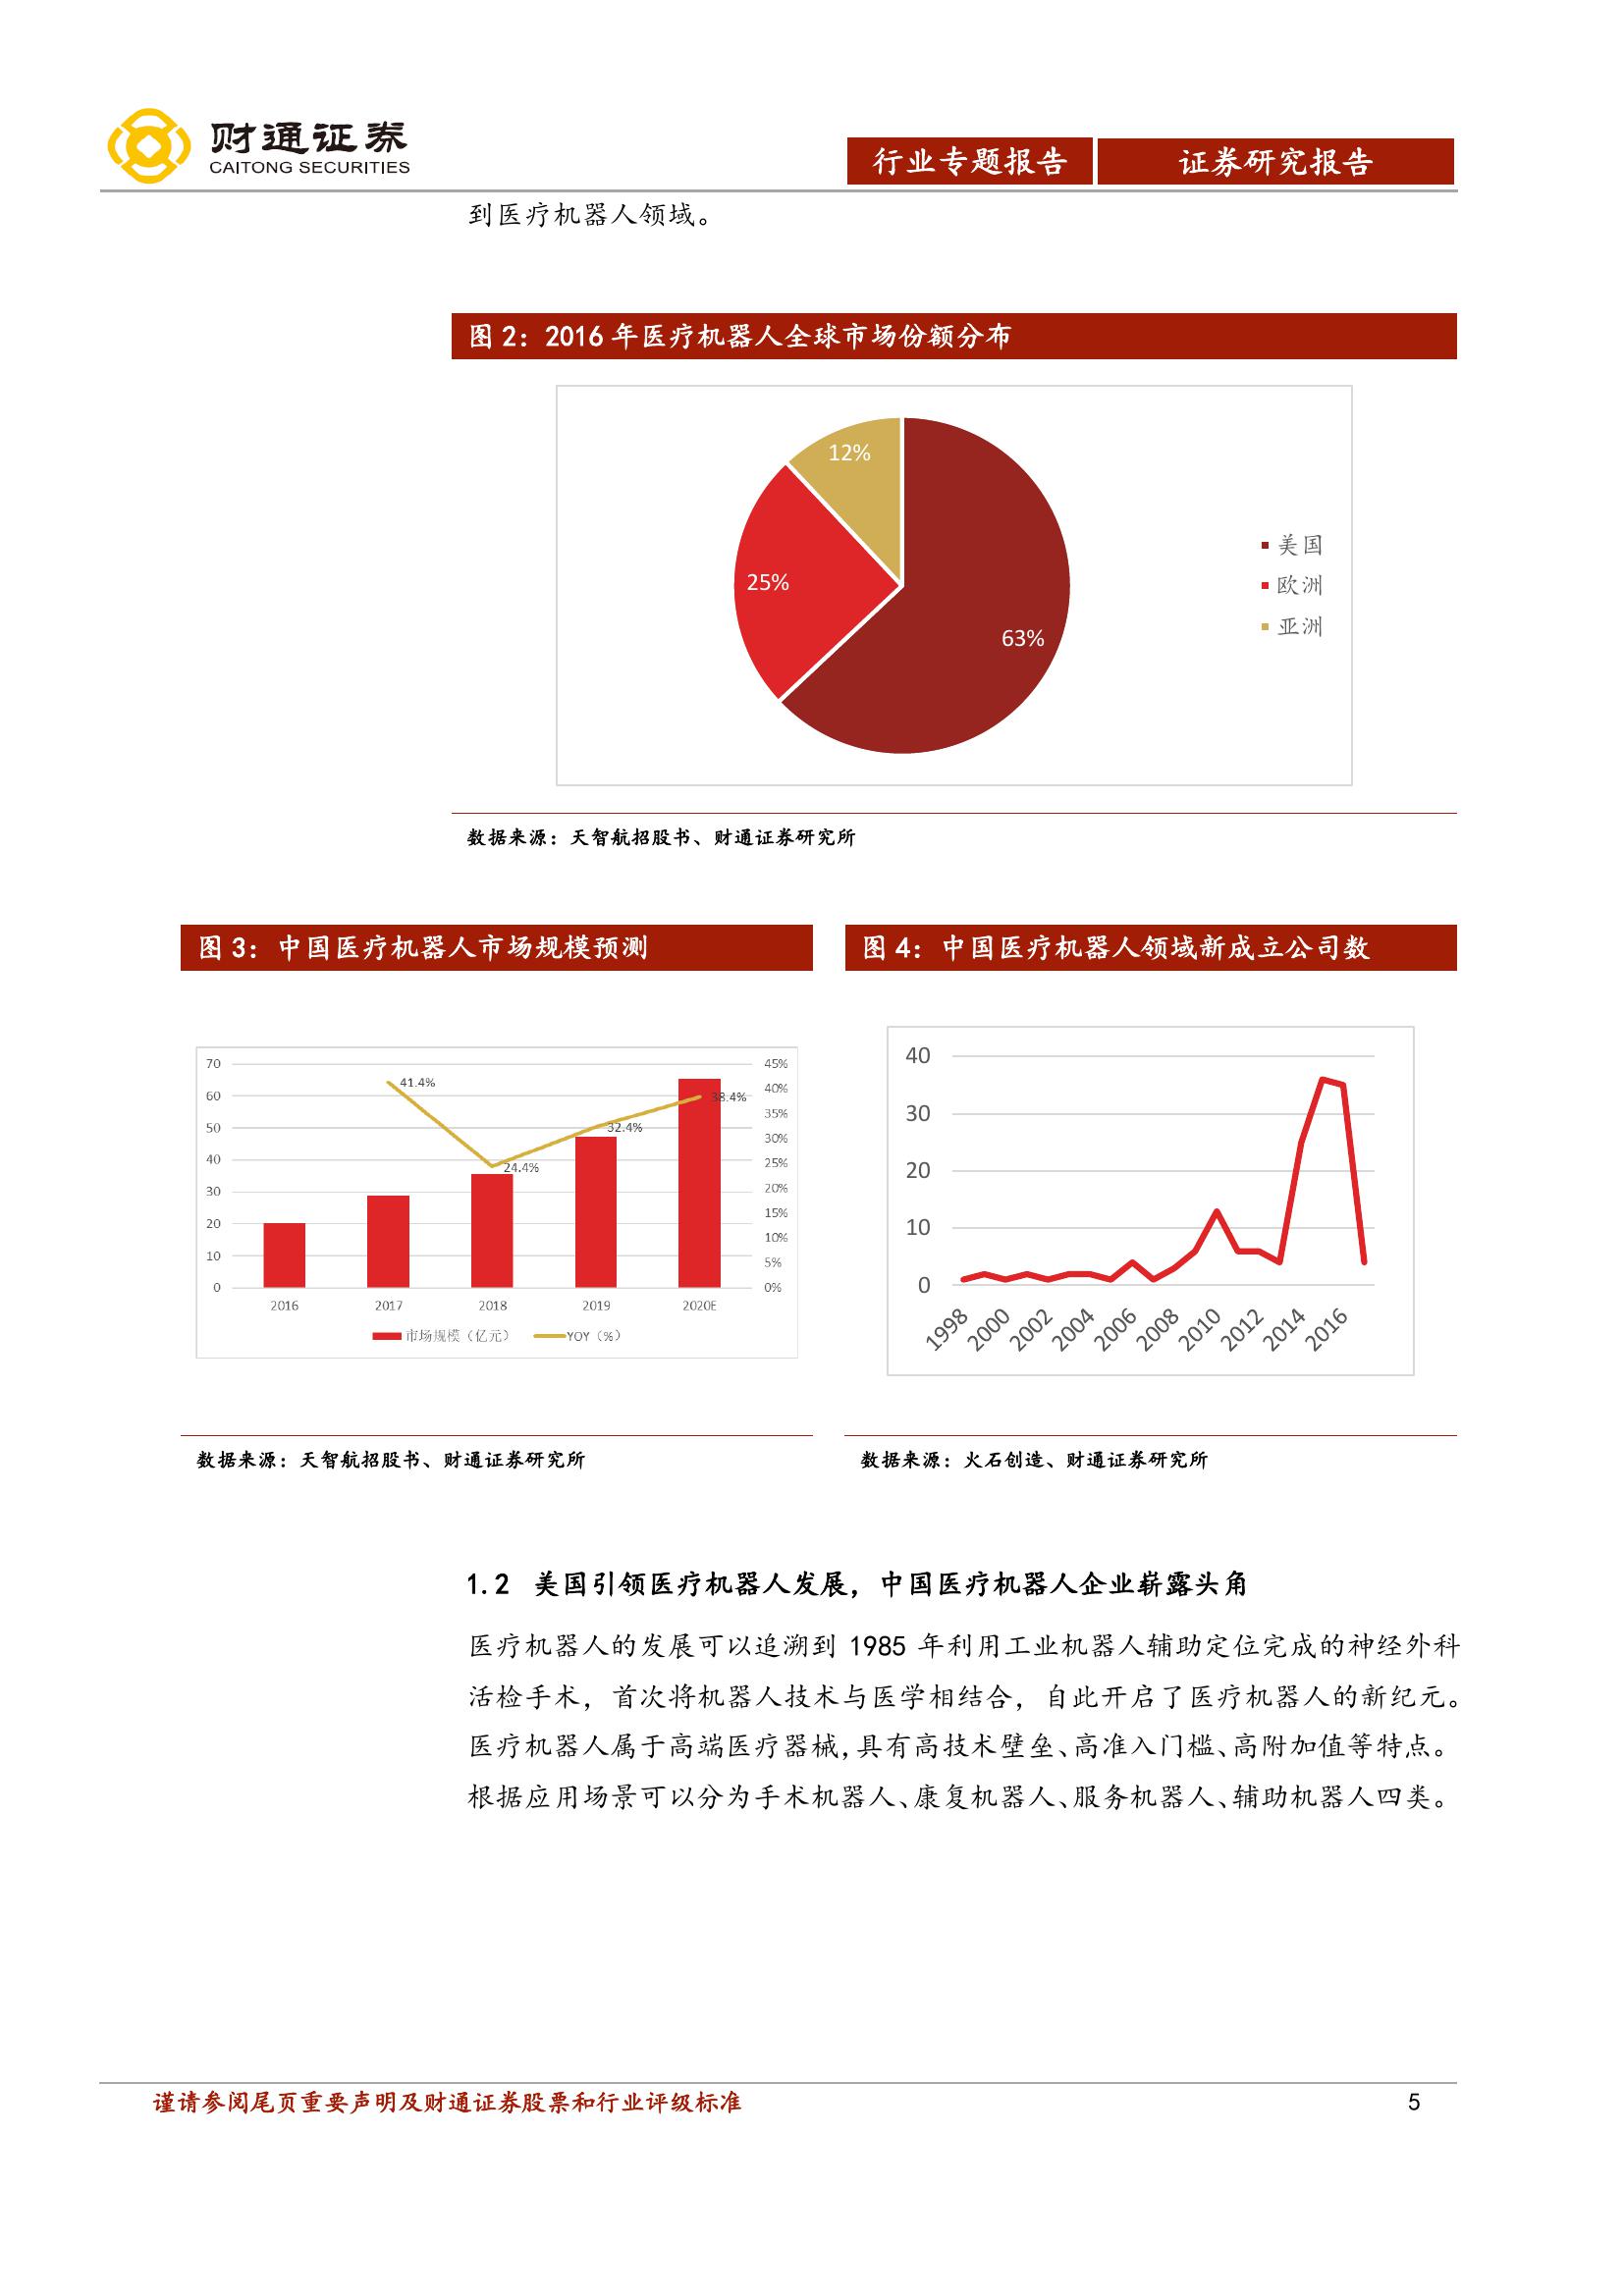 财通证券
CAITONG SECURITIES
行业专题报告 证券研究报告
到医疗机器人领域。
图 2：2016 年医疗机器人全球市场份额分布
12%
25%
63%
美国
欧洲
亚洲
数据来源：天智航招股书、财通证券研究所
图 3：中国医疗机器人市场规模预测
70
60
50
40
30
20
10
0
45%
40%
35%
30%
25%
20%
15%
10%
5%
0%
41.4%
24.4%
32.4%
38.4%
2016 2017 2018 2019 2020E
市场规模（亿元） YOY（%）
数据来源：天智航招股书、财通证券研究所
图 4：中国医疗机器人领域新成立公司数
40
30
20
10
0
1998 2000 2002 2004 2006 2008 2010 2012 2014 2016
数据来源：火石创造、财通证券研究所
1.2 美国引领医疗机器人发展，中国医疗机器人企业崭露头角
医疗机器人的发展可以追溯到 1985 年利用工业机器人辅助定位完成的神经外科
活检手术，首次将机器人技术与医学相结合，自此开启了医疗机器人的新纪元。
医疗机器人属于高端医疗器械，具有高技术壁垒、高准入门槛、高附加值等特点。
根据应用场景可以分为手术机器人、康复机器人、服务机器人、辅助机器人四类。
谨请参阅尾页重要声明及财通证券股票和行业评级标准 5